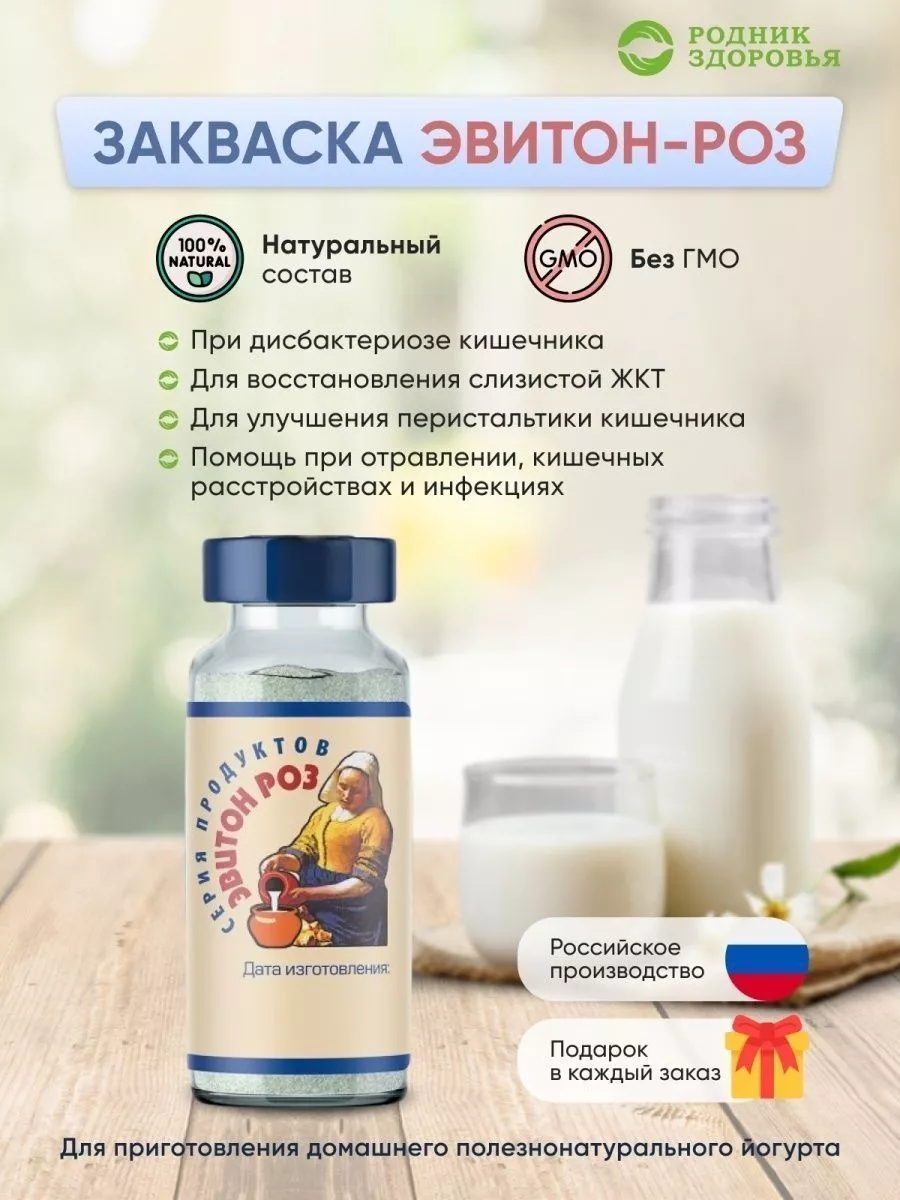 РОДНИК
ЗДОРОВЬЯ
ЗАКВАСКА ЭВИТОН-РОЗ
100%
NATURAL
Натуральный
состав
GMO
Без ГМО
При дисбактериозе кишечника
Для восстановления слизистой ЖКТ
Для улучшения перистальтики кишечника
Помощь при отравлении, кишечных
расстройствах и инфекциях
СЕРИЯ ПРОДУКТОВ
ЭВИТОН РОЗ
Дата изготовления:
Российское
производство
Подарок
в каждый заказ
Для приготовления домашнего полезнонатурального йогурта